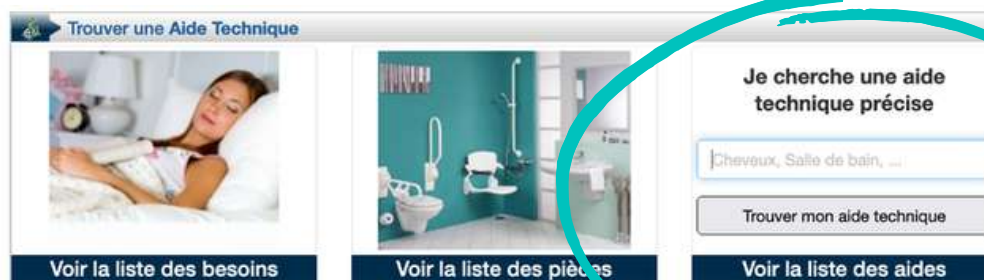 Trouver une Aide Technique
Je cherche une aide
technique précise
Cheveux, Salle de bain, ...
Trouver mon aide technique
Voir la liste des besoins
Voir la liste des pièces
Voir la liste des aides